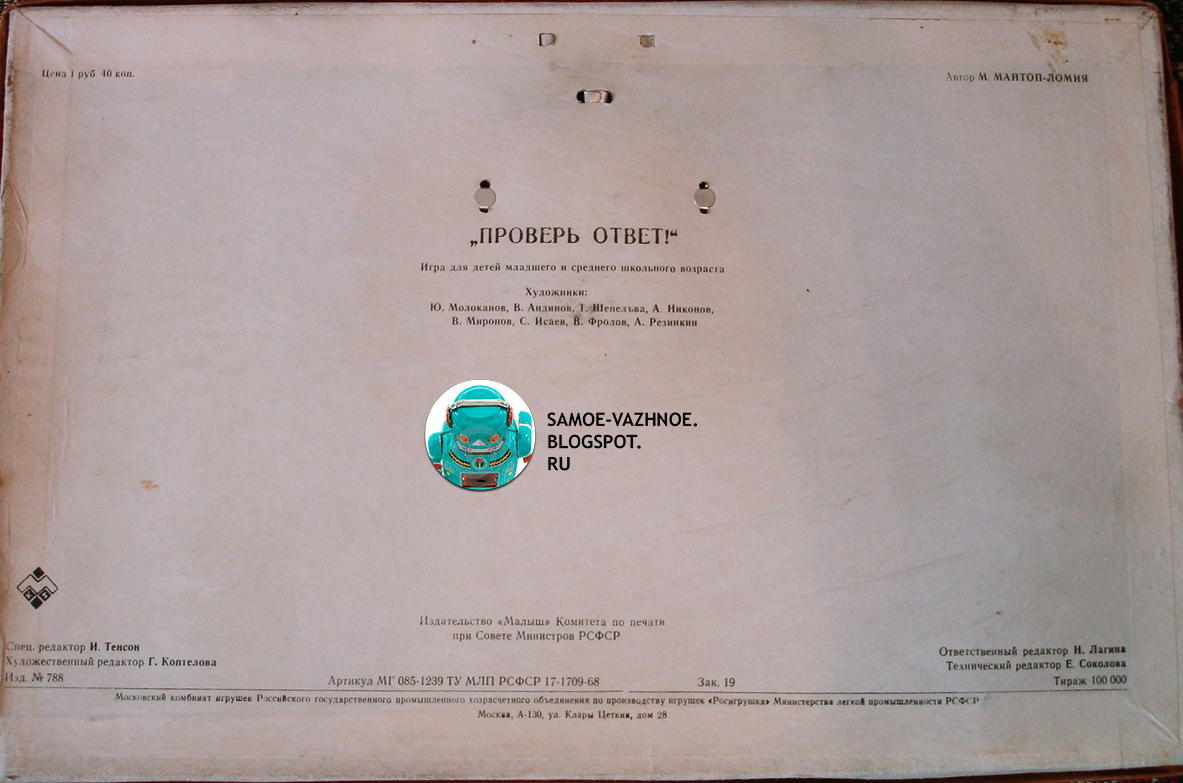 Цена 1 руб. 40 коп.
Автор М. МАЙТОП-ЛОМИЯ
„ПРОВЕРЬ ОТВЕТ!“
Игра для детей младшего и среднего школьного возраста
Художники:
Ю. Молоканов, В. Андинов, Т. Шепелъва, А. Никонов,
В. Миронов, С. Исаев, В. Фролов, А. Резинкин
SAMOE-VAZHNOE.
BLOGSPOT.
RU
Издательство «Малыш» Комитета по печати
при Совете Министров РСФСР
Спец. редактор И. Тенсон
Художественный редактор Г. Коптелова
Изд. № 788
Ответственный редактор Н. Лагина
Технический редактор Е. Соколова
Артикул МГ 085-1239 ТУ МЛП РСФСР 17-1709-68
Зак. 19
Тираж 100 000
Московский комбинат игрушек Российского государственного промышленного хозрасчетного объединения по производству игрушек «Росигрушка» Министерства легкой промышленности РСФСР
Москва, А-130, ул. Клары Цеткин, дом 28